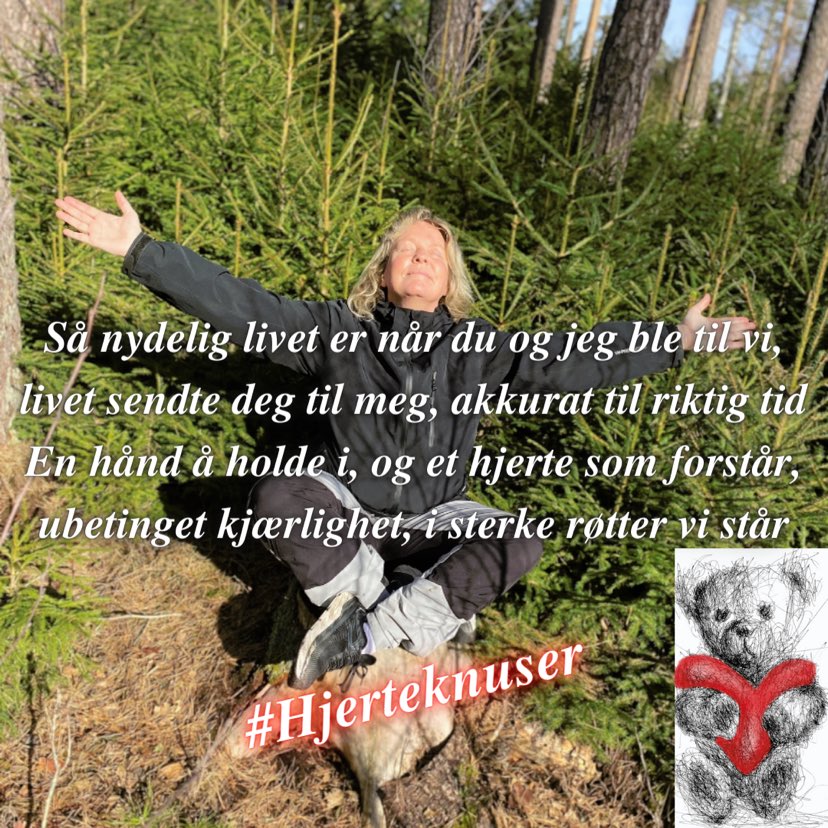 Så nydelig livet er når du og jeg ble til vi,
livet sendte deg til meg, akkurat til riktig tid
En hånd å holde i, og et hjerte som forstår,
ubetinget kjærlighet, i sterke røtter vi står
#Hjerteknuser